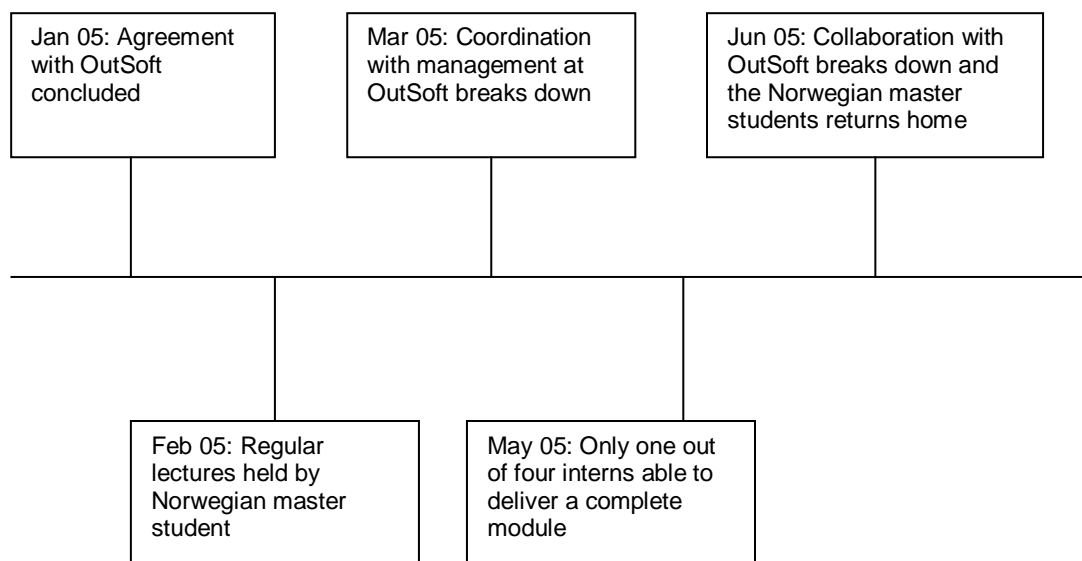 Jan 05: Agreement
with OutSoft
concluded
Mar 05: Coordination
with management at
OutSoft breaks down
Jun 05: Collaboration with
OutSoft breaks down and
the Norwegian master
students returns home
Feb 05: Regular
lectures held by
Norwegian master
student
May 05: Only one out
of four interns able to
deliver a complete
module